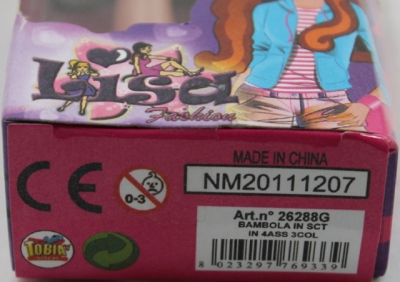 Lisa
Fashion
CE
0-3
MADE IN CHINA
NM20111207
Art.n° 26288G
BAMBOLA IN SCT
IN 4ASS 3COL
8 023297 769339
TOBIA